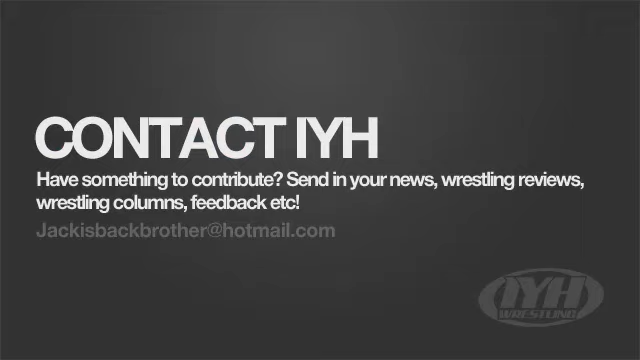 CONTACT IYH
Have something to contribute? Send in your news, wrestling reviews,
wrestling columns, feedback etc!
Jackisbackbrother@hotmail.com
IYH
WRESTLING